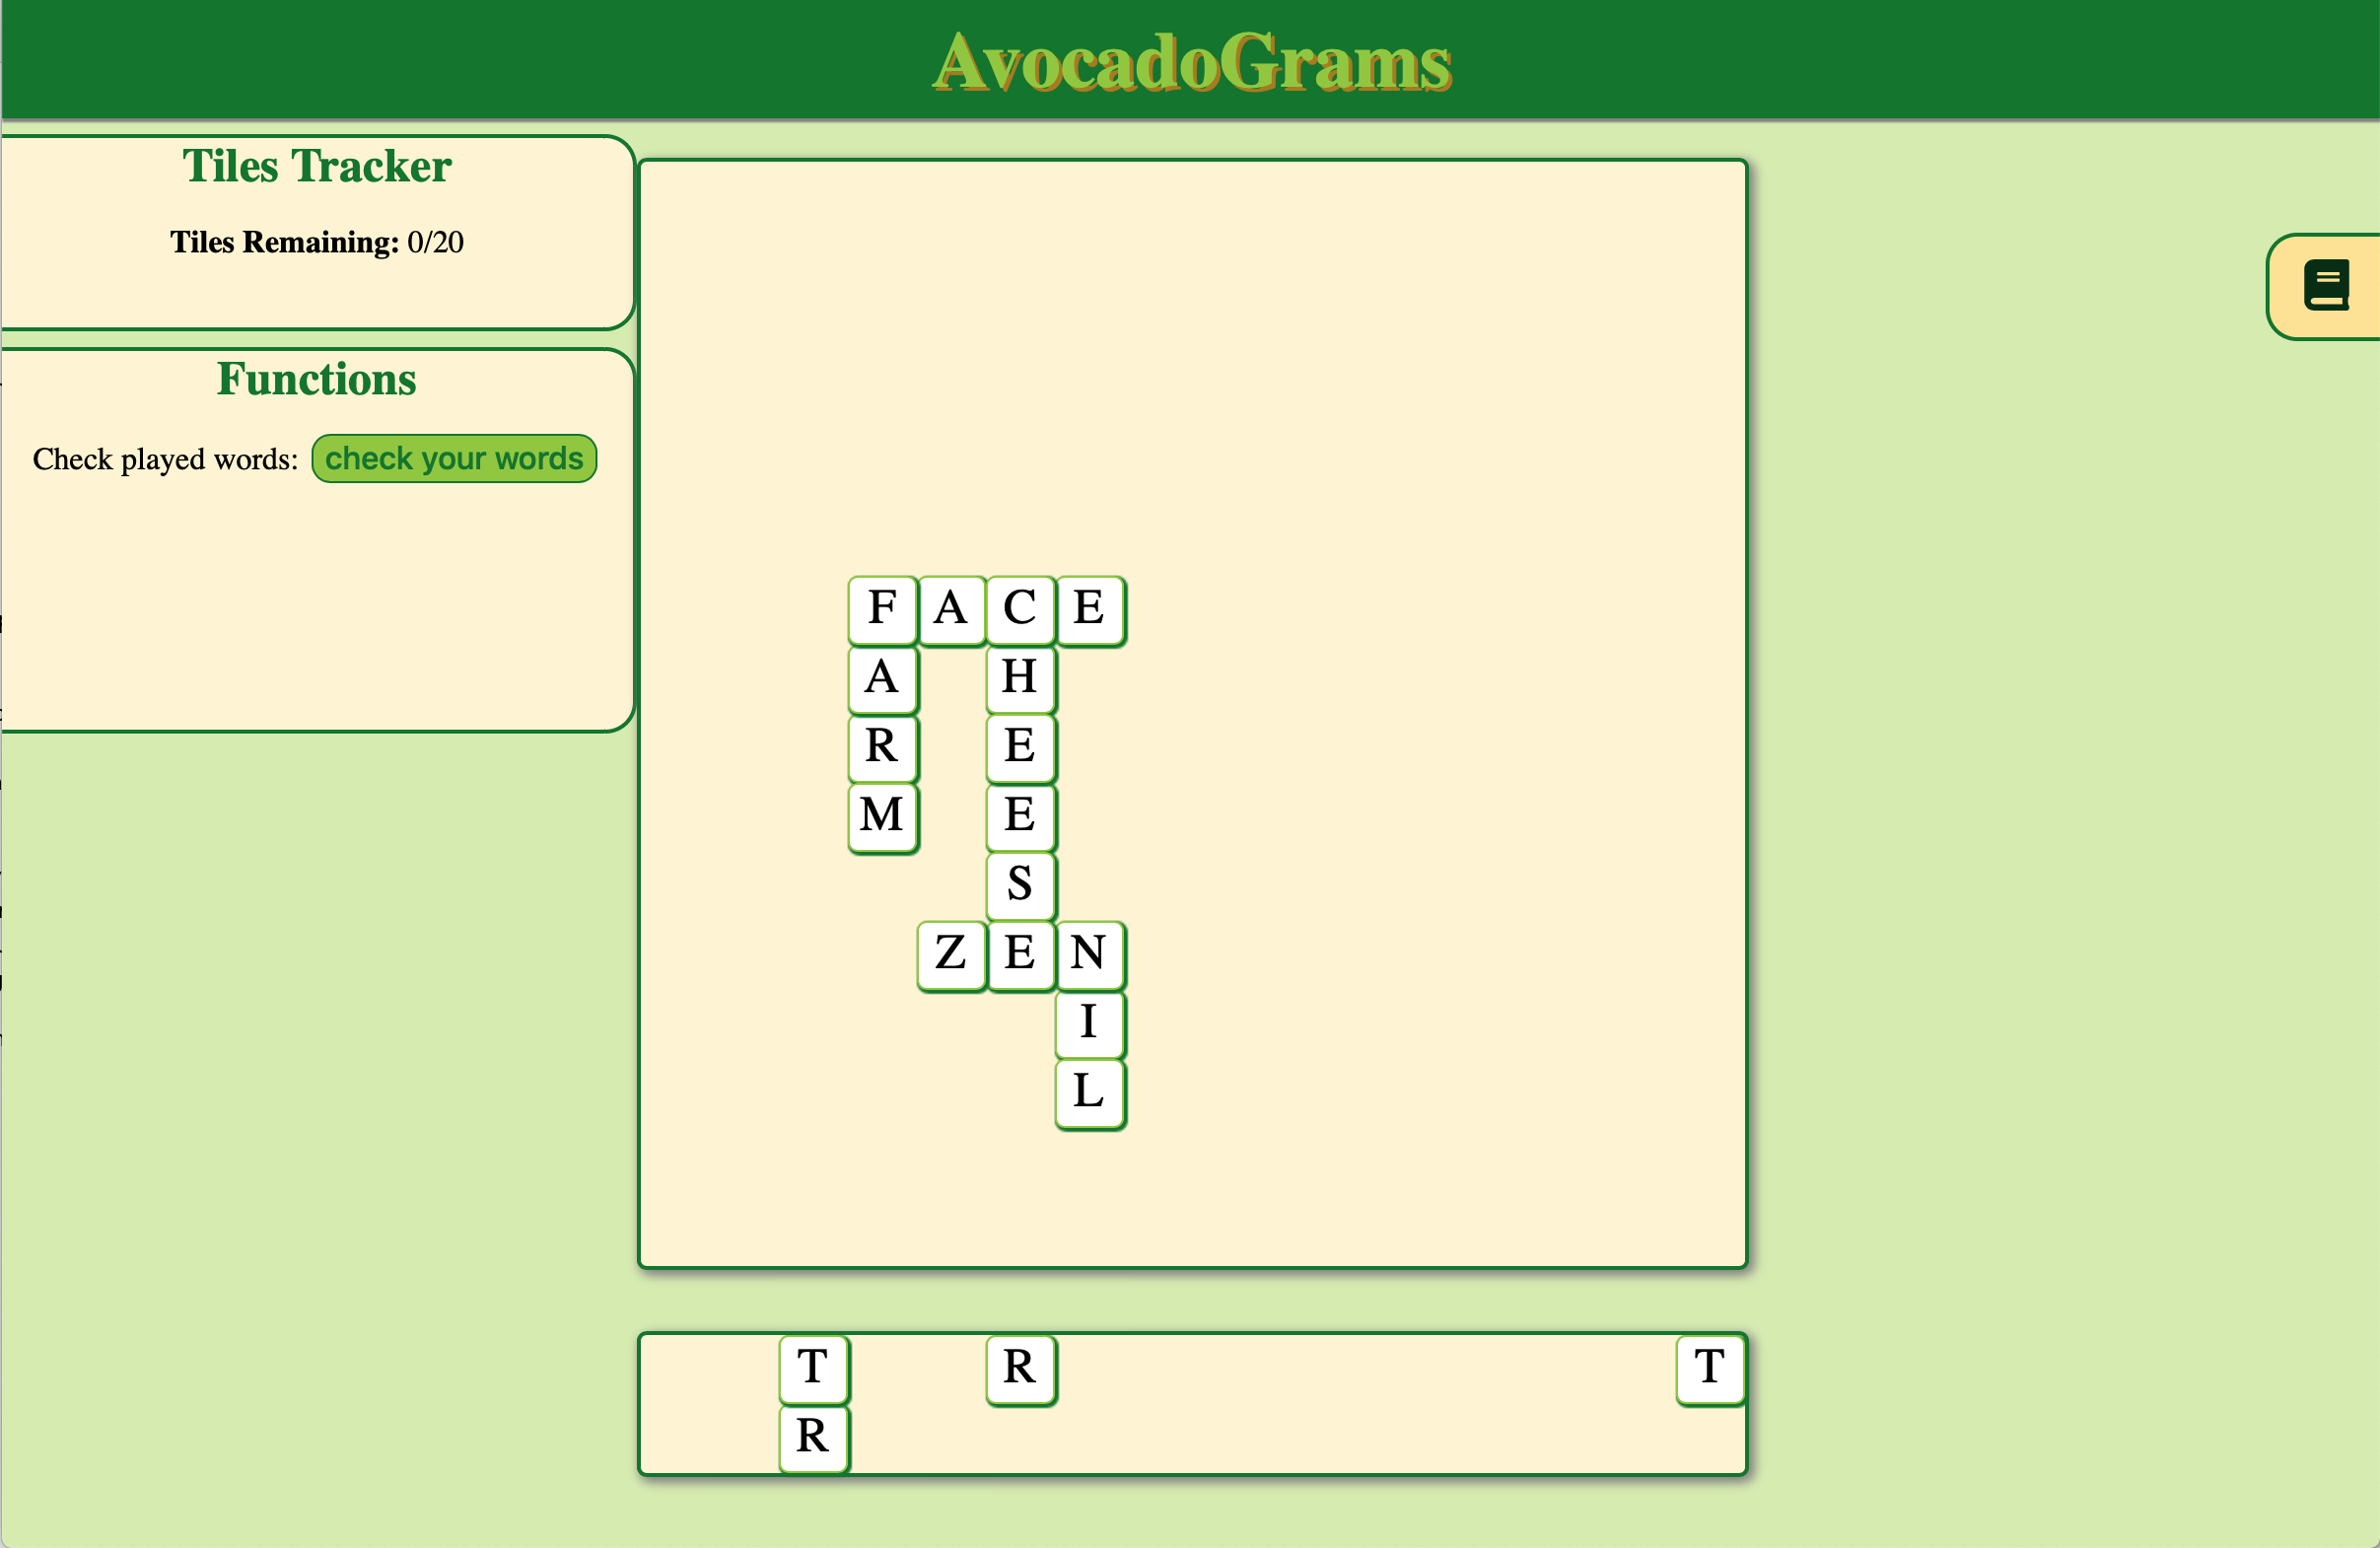 AvocadoGrams
Tiles Tracker
Tiles Remaining: 0/20
Functions
Check played words: check your words
F A C E
A H
R E
M E
S
Z E N
I
L
T R T
R